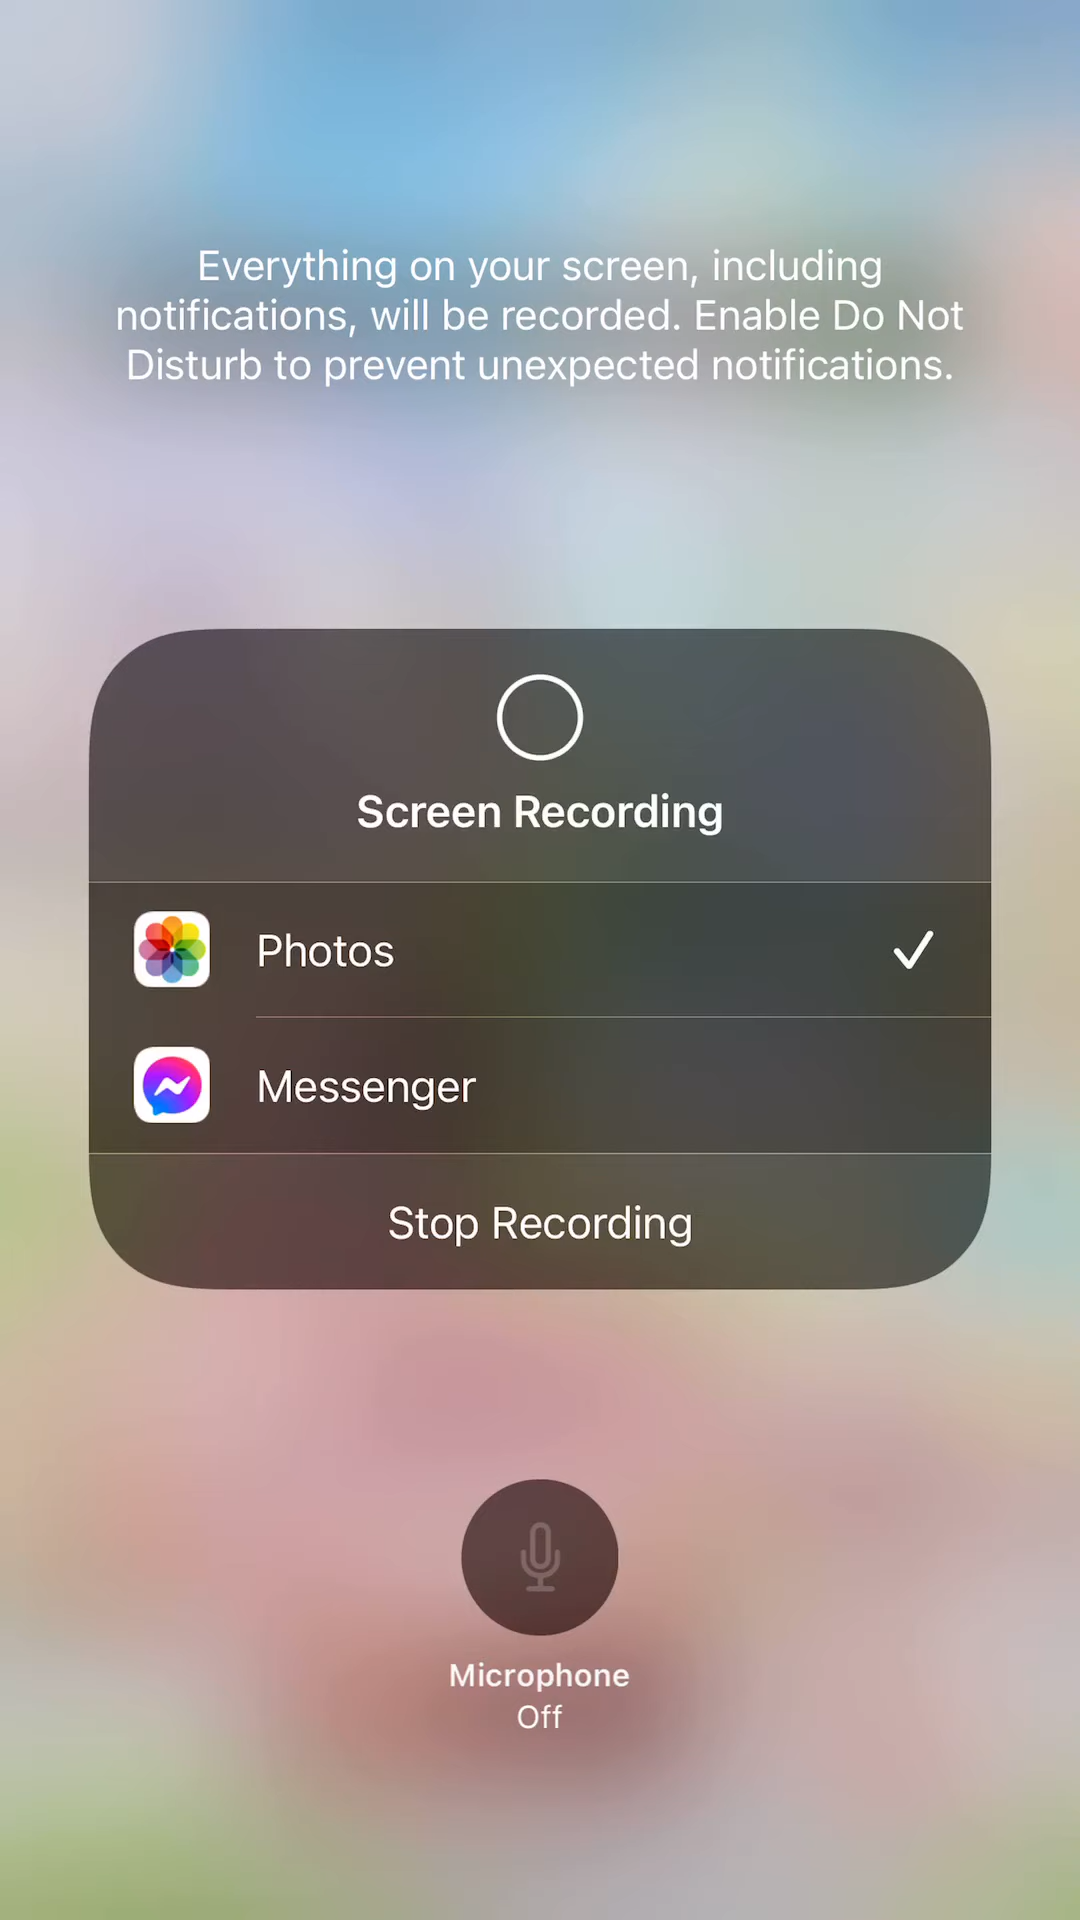 Everything on your screen, including
notifications, will be recorded. Enable Do Not
Disturb to prevent unexpected notifications.
Screen Recording
Photos
Messenger
Stop Recording
Microphone
Off